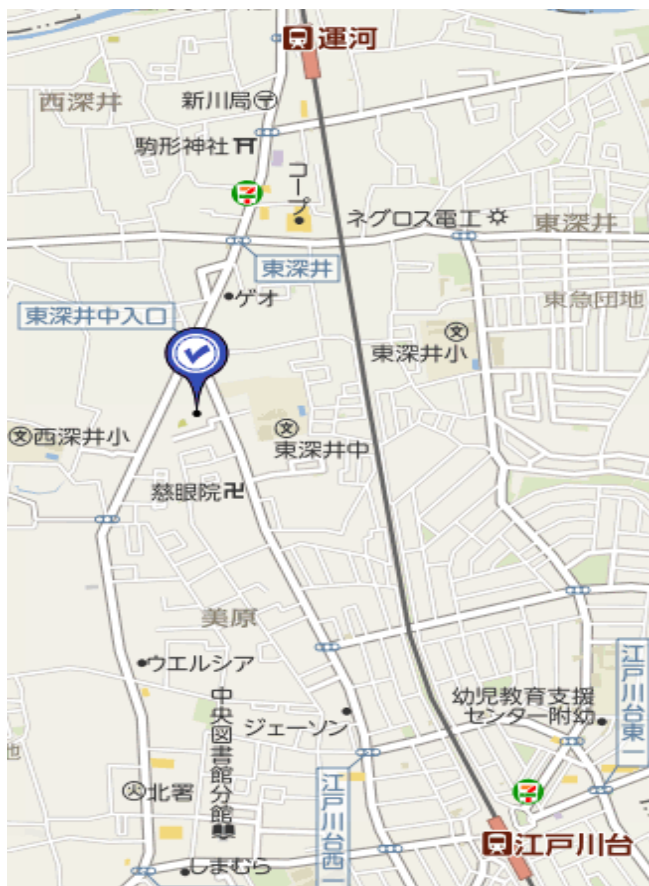 運河
西深井
新川局
駒形神社
コープ
ネグロス電工
東深井
東深井
ゲオ
東急団地
東深井中入口
東深井小
西深井小
東深井中
慈眼院
美原
ウエルシア
中央図書館分館
ジェーソン
幼児教育支援
センター附幼
江戸川台東一
北署
江戸川台西一
江戸川台
しまむら